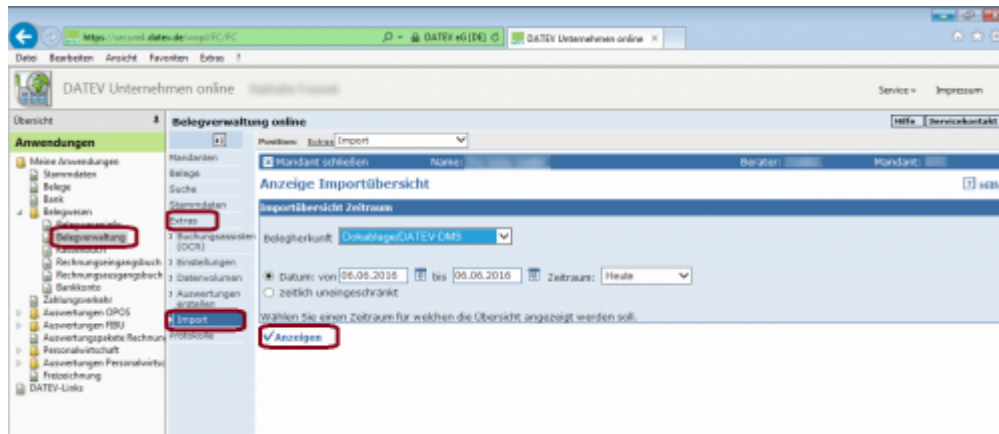 https://secure8.datev.de/
DATEV eG [DE]
DATEV Unternehmen online
Datei Bearbeiten Ansicht Favoriten Extras ?
DATEV Unternehmen online
Service
Impressum
Übersicht
Belegverwaltung online
Hilfe
Servicekontakt
Anwendungen
Position: Extras Import
Meine Anwendungen
Stammdaten
Belege
Bank
Belegwesen
Belegverwaltung
Kassenbuch
Rechnungseingangsbuch
Rechnungsausgangsbuch
Bankkonto
Zahlungsverkehr
Auswertungen OPOS
Auswertungen FIBU
Auswertungspakete Rechnun
Personalwirtschaft
Auswertungen Personalwirtsc
Freizeichnung
DATEV-Links
Mandanten
Belege
Suche
Stammdaten
Extras
Buchungsassistent
(OCR)
Einstellungen
Datenvolumen
Auswertungen
erstellen
Import
Protokolle
Mandant schließen
Name:
Berater:
Mandant:
Anzeige Importübersicht
Hilfe
Importübersicht Zeitraum
Belegherkunft Dokablage/DATEV-DMS
Datum: von 06.06.2016 bis 06.06.2016 Zeitraum: Heute
zeitlich uneingeschränkt
Wählen Sie einen Zeitraum für welchen die Übersicht angezeigt werden soll.
Anzeigen